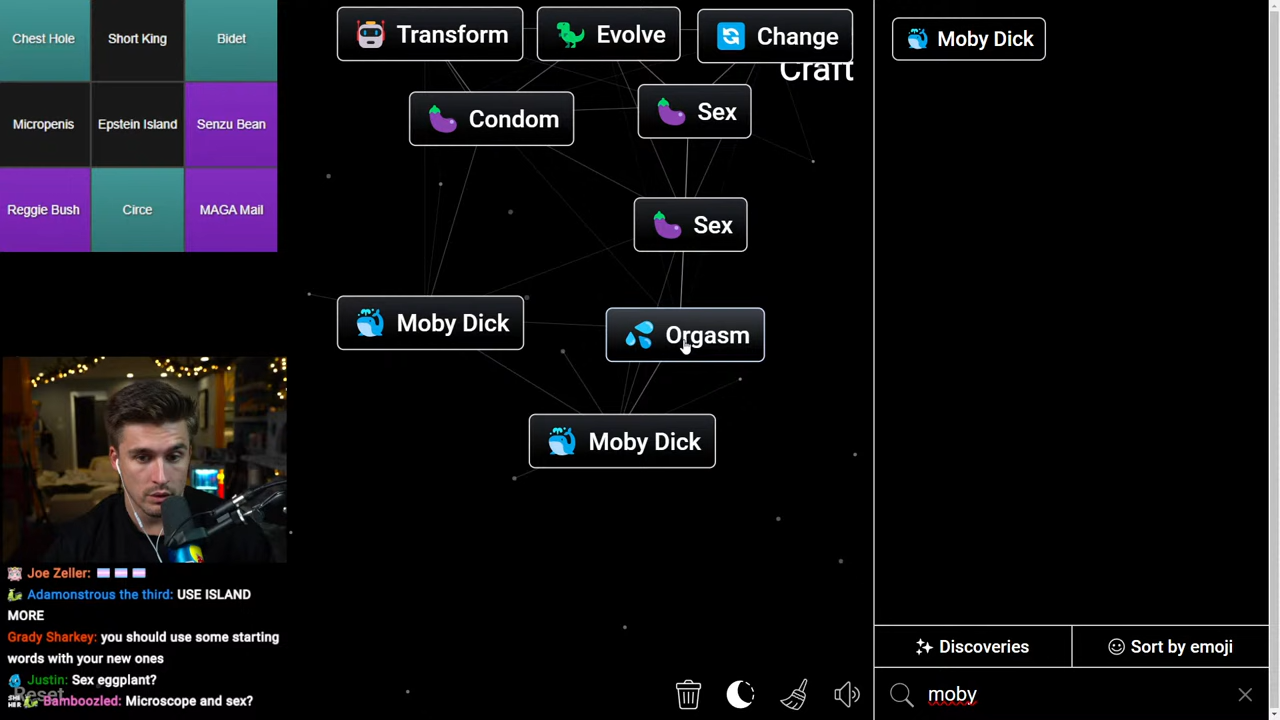 Chest Hole
Short King
Bidet
Micropenis
Epstein Island
Senzu Bean
Reggie Bush
Circe
MAGA Mail
Transform
Evolve
Change
Craft
Condom
Sex
Sex
Moby Dick
Orgasm
Moby Dick
Moby Dick
Joe Zeller:
Adamonstrous the third: USE ISLAND
MORE
Grady Sharkey: you should use some starting
words with your new ones
Justin: Sex eggplant?
Reset
SHE HER Bamboozled: Microscope and sex?
Discoveries
Sort by emoji
moby